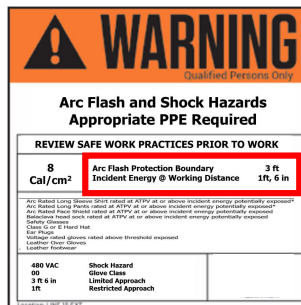 WARNING
Qualified Persons Only
Arc Flash and Shock Hazards
Appropriate PPE Required
REVIEW SAFE WORK PRACTICES PRIOR TO WORK
8
Cal/cm²
Arc Flash Protection Boundary 3 ft
Incident Energy @ Working Distance 1ft, 6 in
Arc Rated Long Sleeve Shirt rated at ATPV at or above incident energy potentially exposed*
Arc Rated Long Pants rated at ATPV at or above incident energy potentially exposed*
Arc Rated Face Shield rated at ATPV at or above incident energy potentially exposed
Balaclava head sock rated at ATPV at or above incident energy potentially exposed
Safety Glasses
Class G or E Hard Hat
Ear Plugs
Voltage rated gloves rated above threshold exposed
Leather Over Gloves
Leather footwear
480 VAC Shock Hazard
00 Glove Class
3 ft 6 in Limited Approach
1ft Restricted Approach